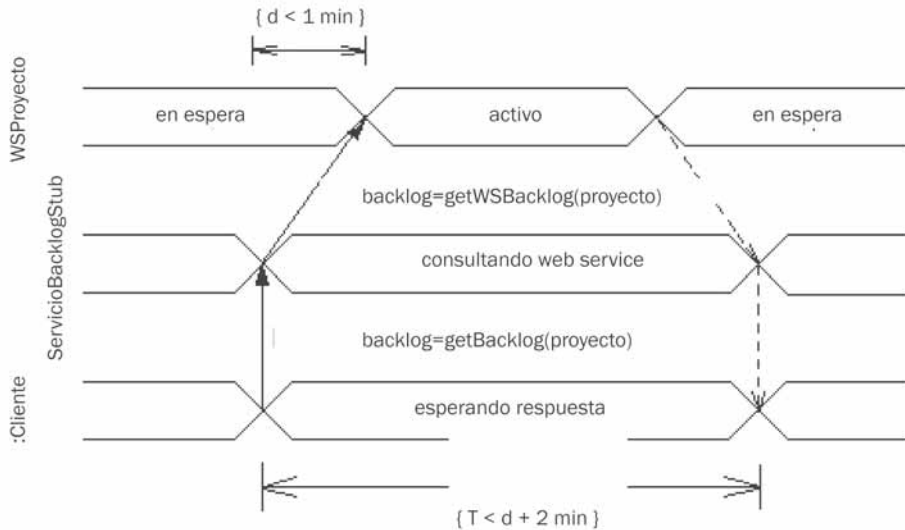 { d < 1 min }
WSProyecto
en espera
activo
en espera
backlog=getWSBacklog(proyecto)
ServicioBacklogStub
consultando web service
backlog=getBacklog(proyecto)
:Cliente
esperando respuesta
{ T < d + 2 min }